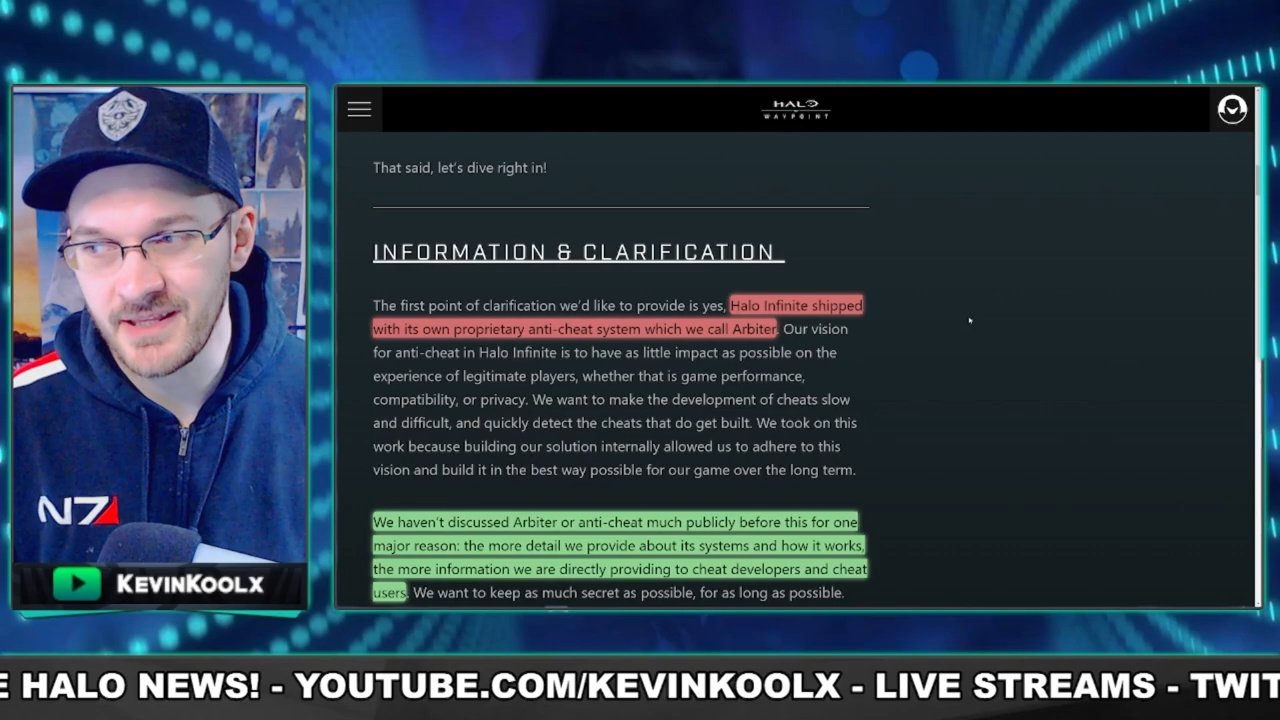 HALO
WAYPOINT
That said, let's dive right in!
INFORMATION & CLARIFICATION
The first point of clarification we'd like to provide is yes, Halo Infinite shipped
with its own proprietary anti-cheat system which we call Arbiter. Our vision
for anti-cheat in Halo Infinite is to have as little impact as possible on the
experience of legitimate players, whether that is game performance,
compatibility, or privacy. We want to make the development of cheats slow
and difficult, and quickly detect the cheats that do get built. We took on this
work because building our solution internally allowed us to adhere to this
vision and build it in the best way possible for our game over the long term.
We haven't discussed Arbiter or anti-cheat much publicly before this for one
major reason: the more detail we provide about its systems and how it works,
the more information we are directly providing to cheat developers and cheat
users. We want to keep as much secret as possible, for as long as possible.
N7
KEVINKOOLX
E HALO NEWS! - YOUTUBE.COM/KEVINKOOLX - LIVE STREAMS - TWIT